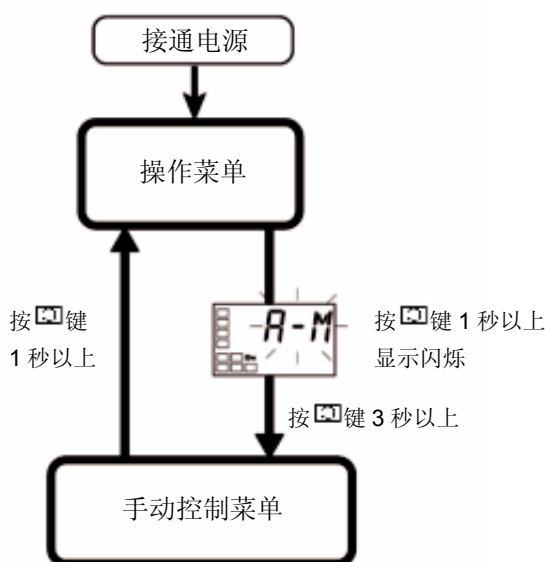 接通电源
操作菜单
按键
1 秒以上
A-M
按键 1 秒以上
显示闪烁
按键 3 秒以上
手动控制菜单